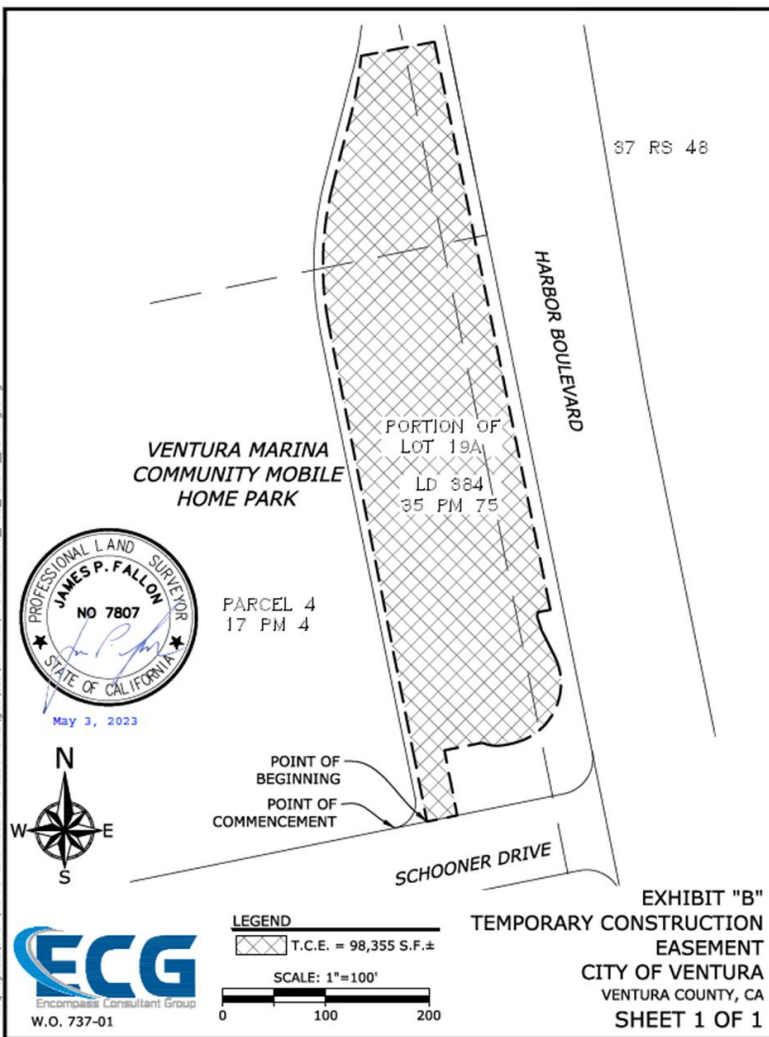 37 RS 48
HARBOR BOULEVARD
PORTION OF
LOT 19A
LD 384
35 PM 75
VENTURA MARINA
COMMUNITY MOBILE
HOME PARK
PROFESSIONAL LAND SURVEYOR
JAMES P. FALLON
NO 7807
STATE OF CALIFORNIA
May 3, 2023
PARCEL 4
17 PM 4
POINT OF
BEGINNING
POINT OF
COMMENCEMENT
N
W E
S
SCHOONER DRIVE
LEGEND
T.C.E. = 98,355 S.F.±
SCALE: 1"=100'
0 100 200
ECG
Encompass Consultant Group
W.O. 737-01
EXHIBIT "B"
TEMPORARY CONSTRUCTION
EASEMENT
CITY OF VENTURA
VENTURA COUNTY, CA
SHEET 1 OF 1